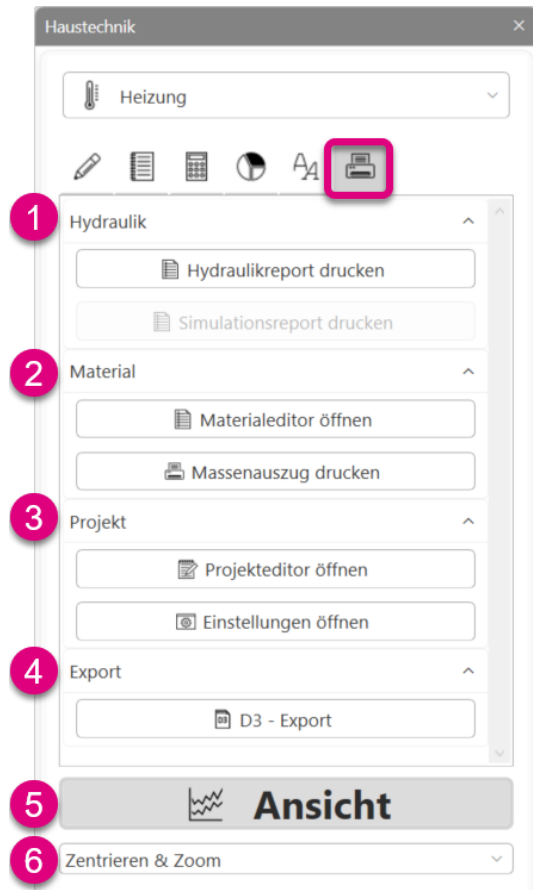 Haustechnik
Heizung
1 Hydraulik
Hydraulikreport drucken
Simulationsreport drucken
2 Material
Materialeditor öffnen
Massenauszug drucken
3 Projekt
Projekteditor öffnen
Einstellungen öffnen
4 Export
D3 D3 - Export
5 Ansicht
6 Zentrieren & Zoom